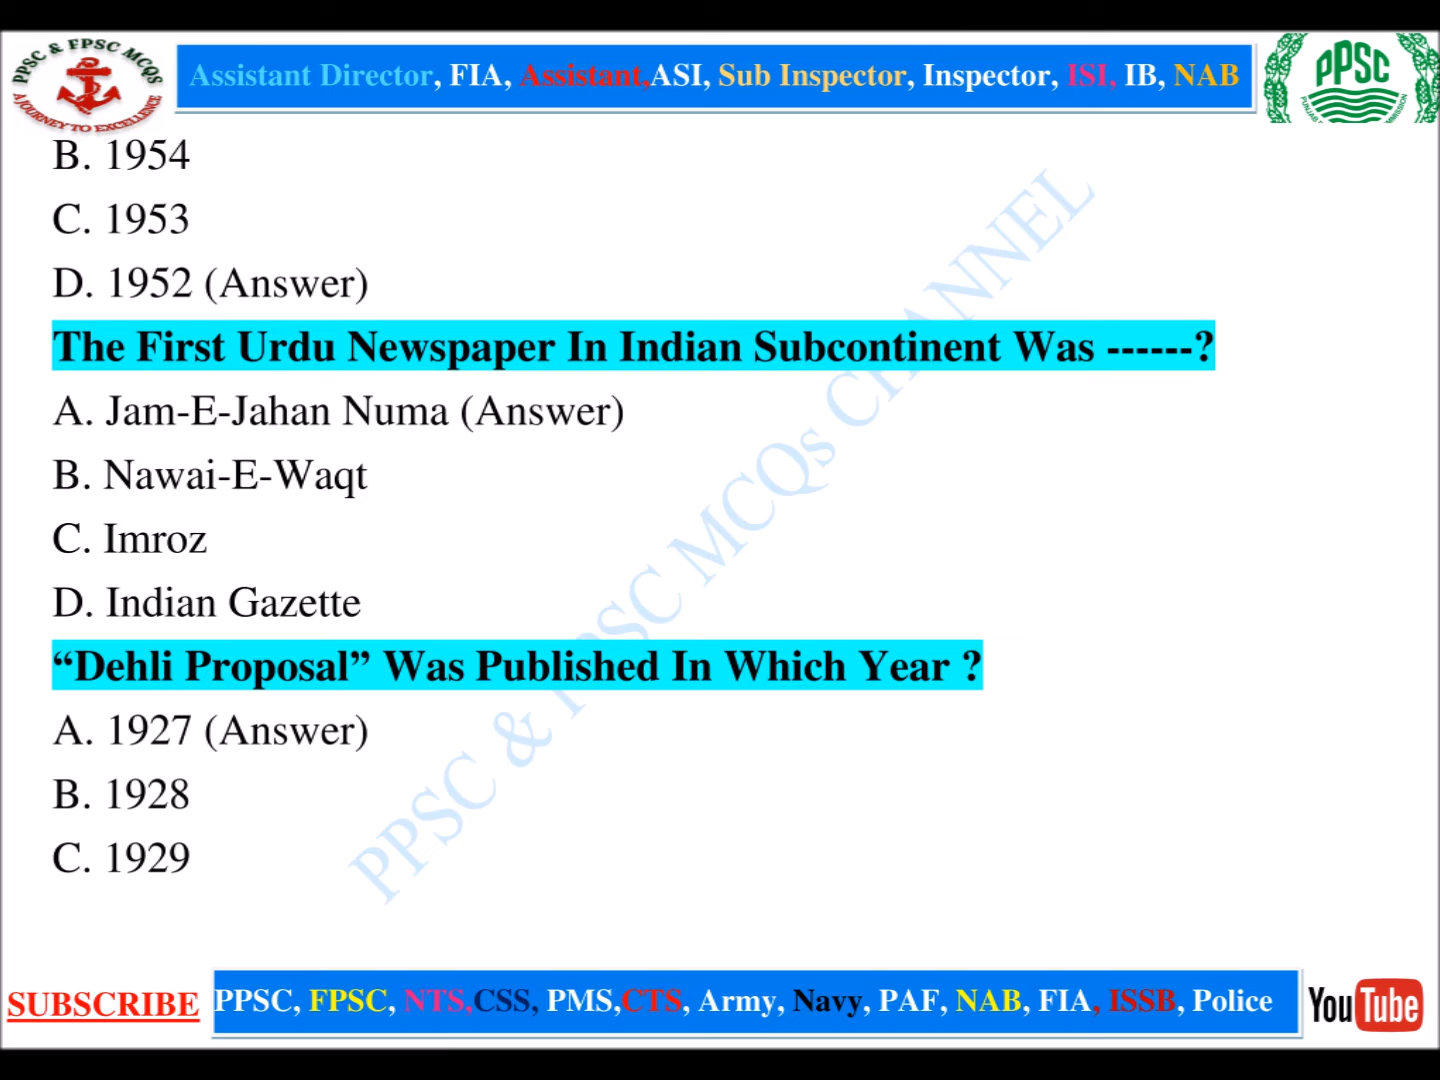 PPSC & FPSC MCQS
A JOURNEY TO EXCELLENCE
Assistant Director, FIA, Assistant,ASI, Sub Inspector, Inspector, ISI, IB, NAB
PPSC
B. 1954
C. 1953
D. 1952 (Answer)
The First Urdu Newspaper In Indian Subcontinent Was ------?
A. Jam-E-Jahan Numa (Answer)
B. Nawai-E-Waqt
C. Imroz
D. Indian Gazette
“Dehli Proposal” Was Published In Which Year ?
A. 1927 (Answer)
B. 1928
C. 1929
PPSC & FPSC MCQs CHANNEL
SUBSCRIBE
PPSC, FPSC, NTS,CSS, PMS,CTS, Army, Navy, PAF, NAB, FIA, ISSB, Police
YouTube